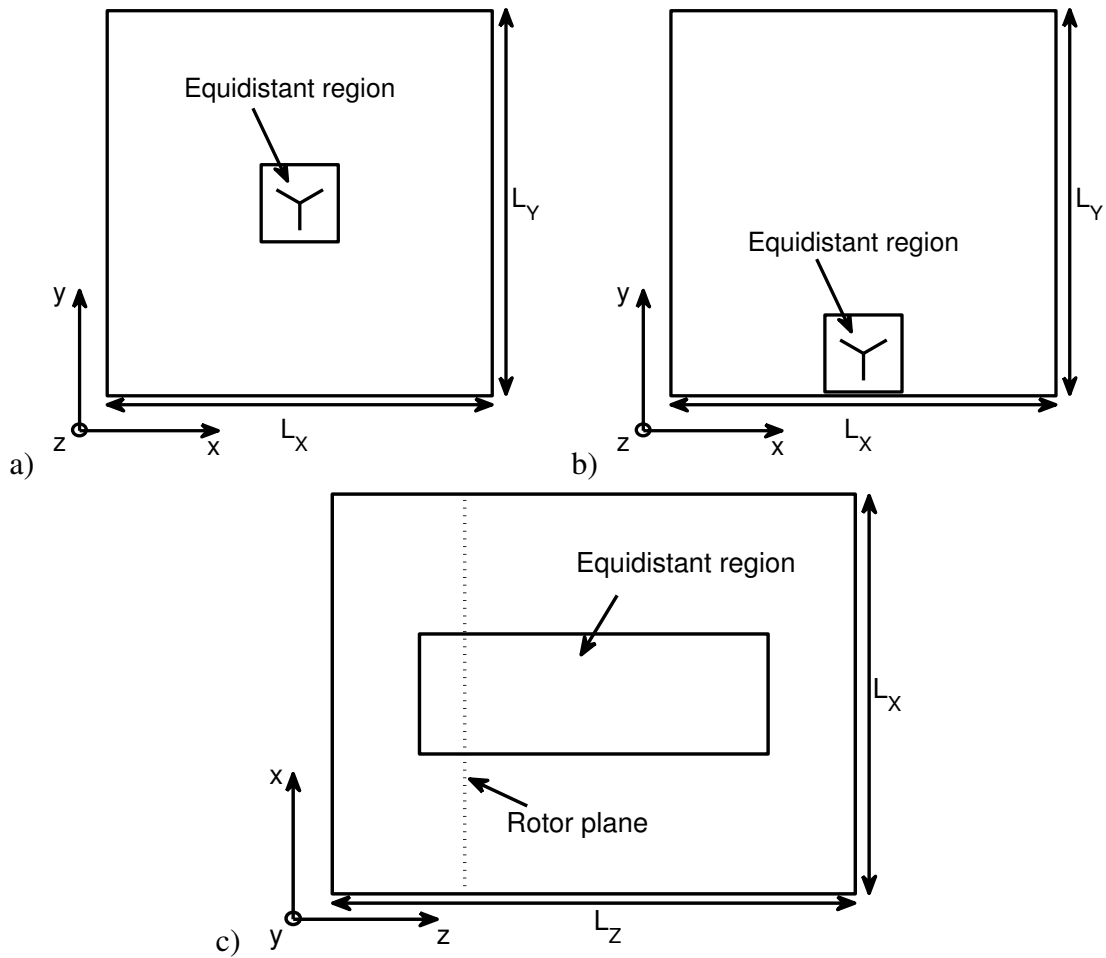 Equidistant region
L_Y
y
z
x
L_X
a)
Equidistant region
L_Y
y
z
x
L_X
b)
Equidistant region
L_X
x
Rotor plane
y
z
L_Z
c)